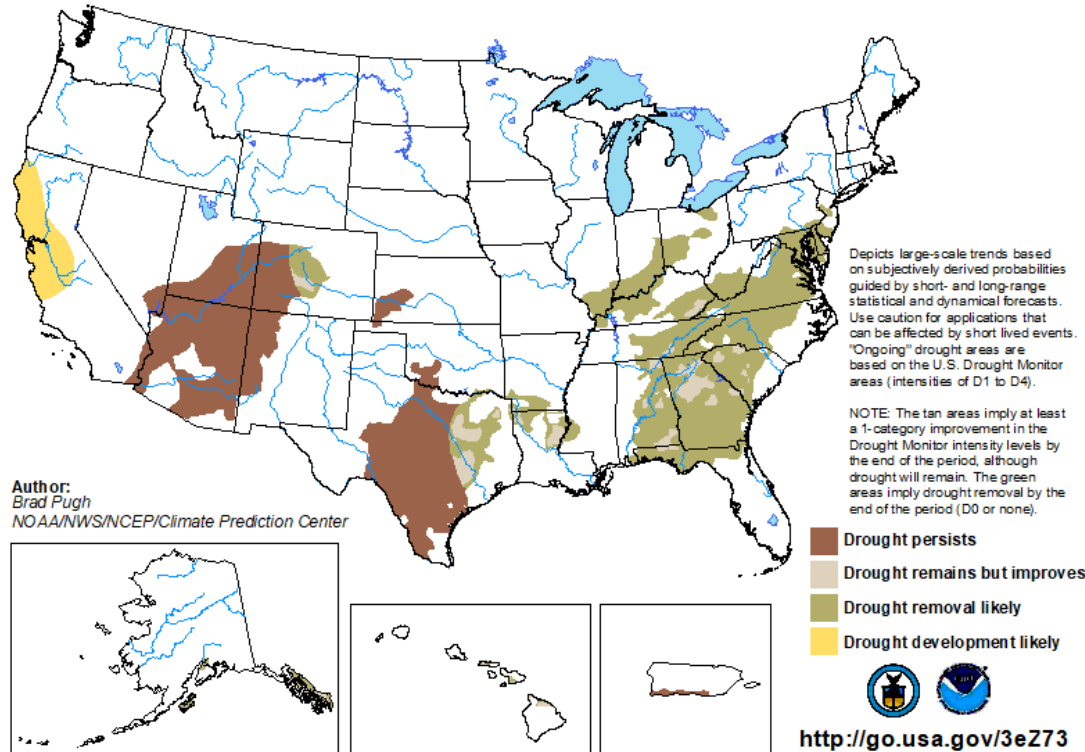 Depicts large-scale trends based
on subjectively derived probabilities
guided by short- and long-range
statistical and dynamical forecasts.
Use caution for applications that
can be affected by short lived events.
"Ongoing" drought areas are
based on the U.S. Drought Monitor
areas (intensities of D1 to D4).
NOTE: The tan areas imply at least
a 1-category improvement in the
Drought Monitor intensity levels by
the end of the period, although
drought will remain. The green
areas imply drought removal by the
end of the period (D0 or none).
Author:
Brad Pugh
NOAA/NWS/NCEP/Climate Prediction Center
Drought persists
Drought remains but improves
Drought removal likely
Drought development likely
http://go.usa.gov/3eZ73